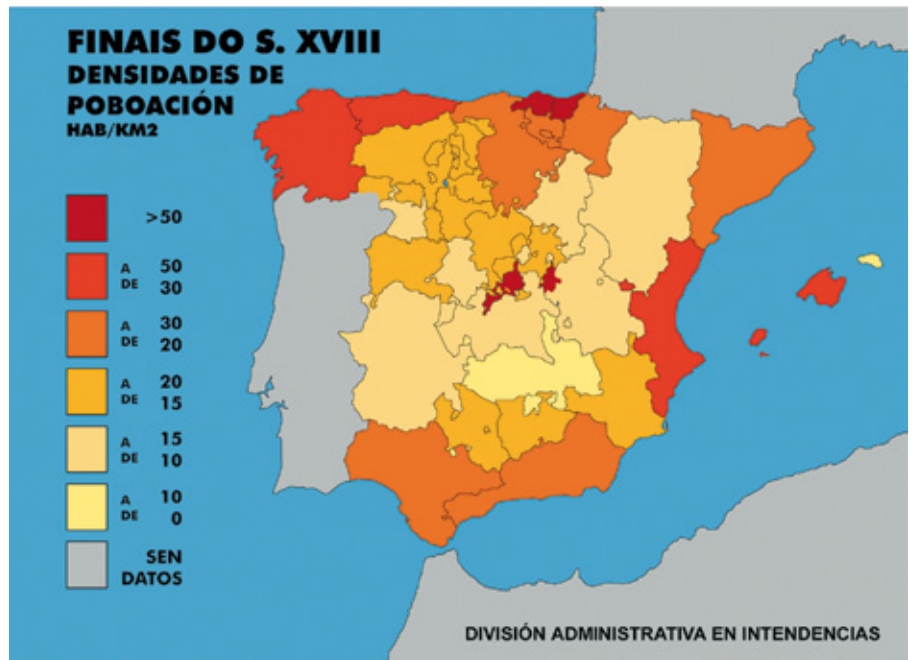 FINAIS DO S. XVIII
DENSIDADES DE
POBOACIÓN
HAB/KM2
>50
A 50
DE 30
A 30
DE 20
A 20
DE 15
A 15
DE 10
A 10
DE 0
SEN
DATOS
DIVISIÓN ADMINISTRATIVA EN INTENDENCIAS